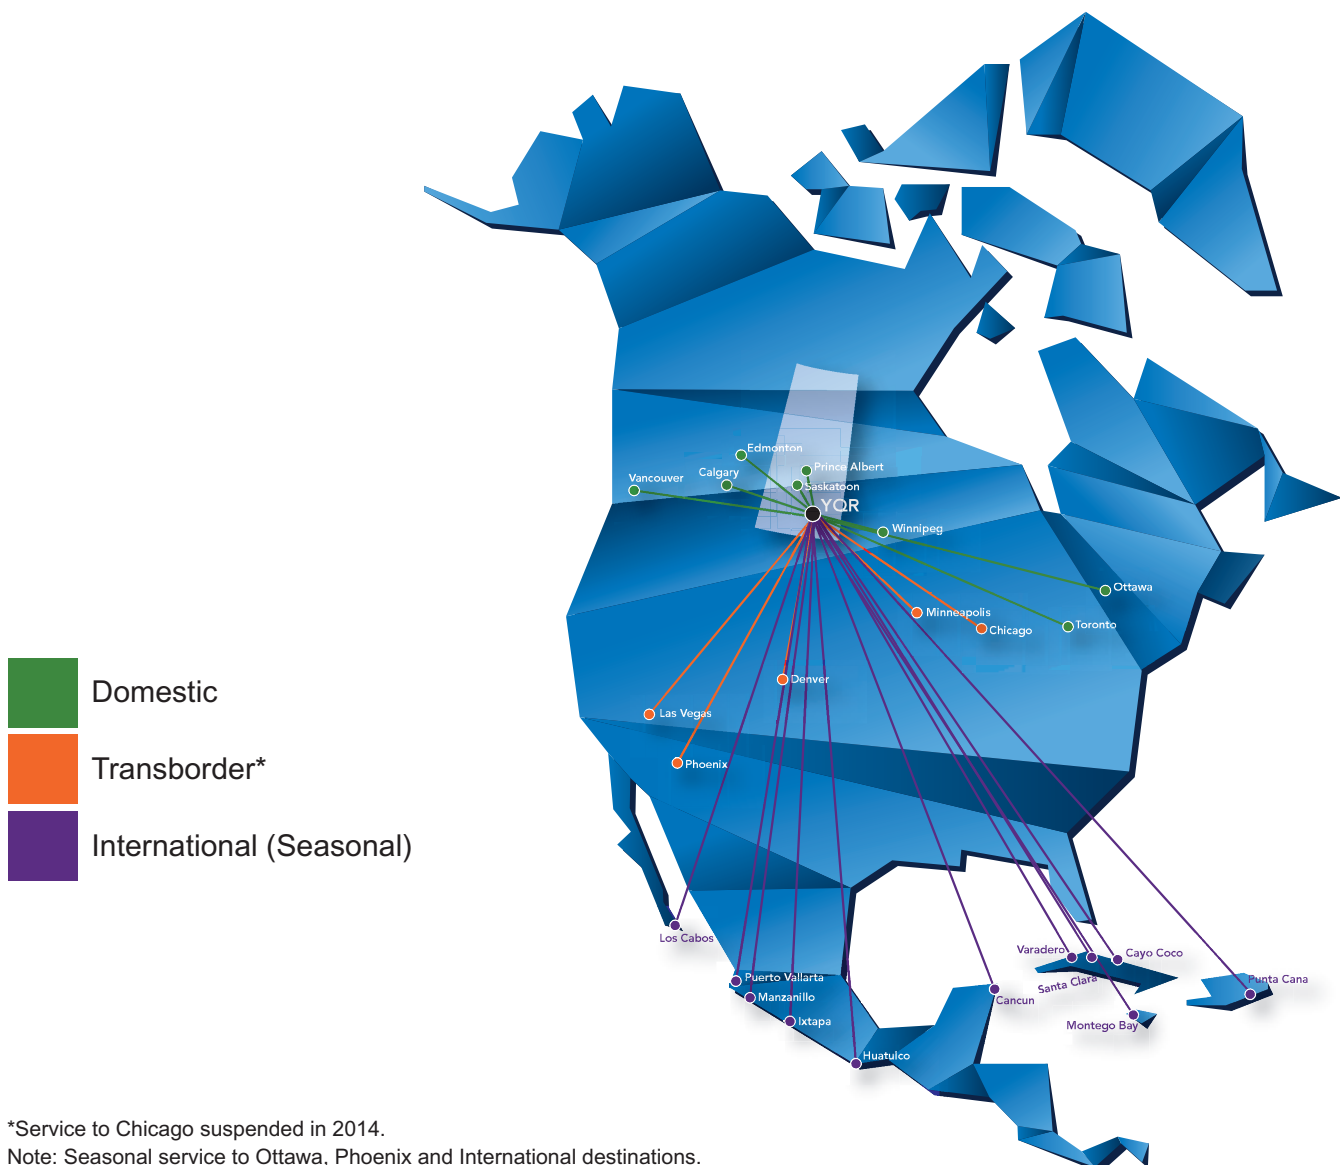 Edmonton
Prince Albert
Calgary
Vancouver
Saskatoon
YQR
Winnipeg
Ottawa
Minneapolis
Toronto
Chicago
Denver
Domestic
Las Vegas
Transborder*
Phoenix
International (Seasonal)
Los Cabos
Varadero
Cayo Coco
Puerto Vallarta
Santa Clara
Punta Cana
Manzanillo
Cancun
Ixtapa
Montego Bay
Huatulco
*Service to Chicago suspended in 2014.
Note: Seasonal service to Ottawa, Phoenix and International destinations.